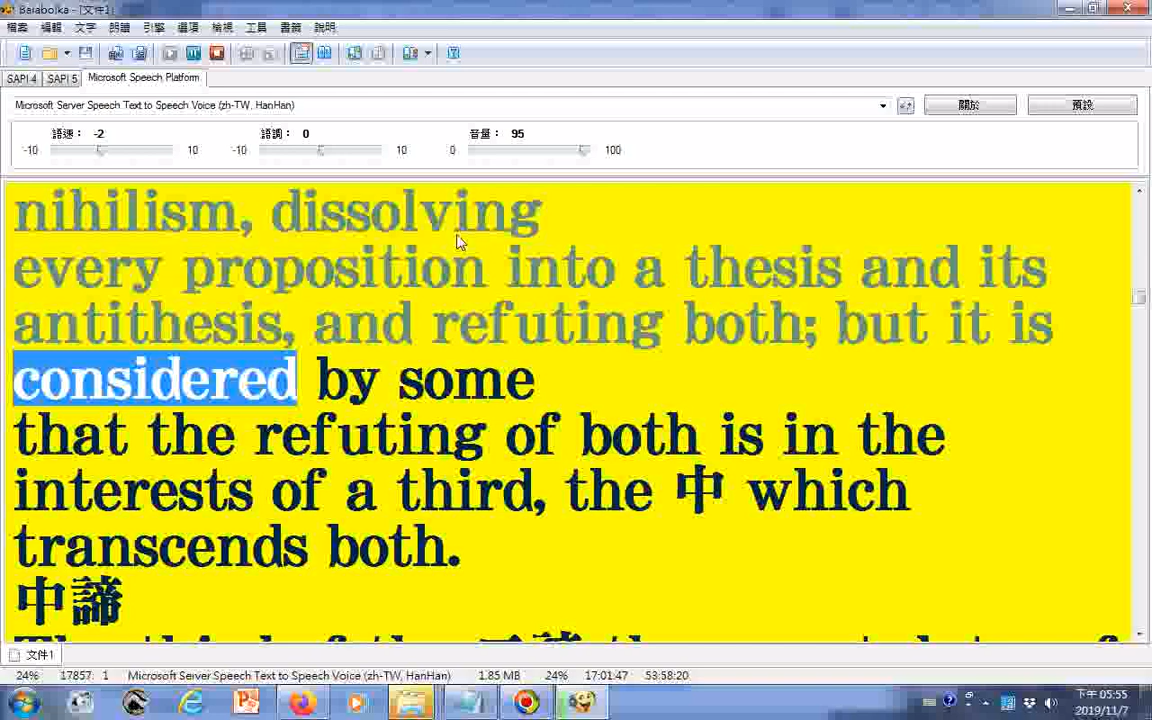 Balabolka - [文件1]
檔案 編輯 文字 朗讀 引擎 選項 檢視 工具 書籤 說明
SAPI 4 SAPI 5 Microsoft Speech Platform
Microsoft Server Speech Text to Speech Voice (zh-TW, HanHan) 關於 預設
語速： -2 語調： 0 音量： 95
-10 10 -10 10 0 100
nihilism, dissolving
every proposition into a thesis and its
antithesis, and refuting both; but it is
considered by some
that the refuting of both is in the
interests of a third, the 中 which
transcends both.
中諦
文件1
24% 17857: 1 Microsoft Server Speech Text to Speech Voice (zh-TW, HanHan) 1.85 MB 24% 17:01:47 53:58:20
下午 05:55
2019/11/7